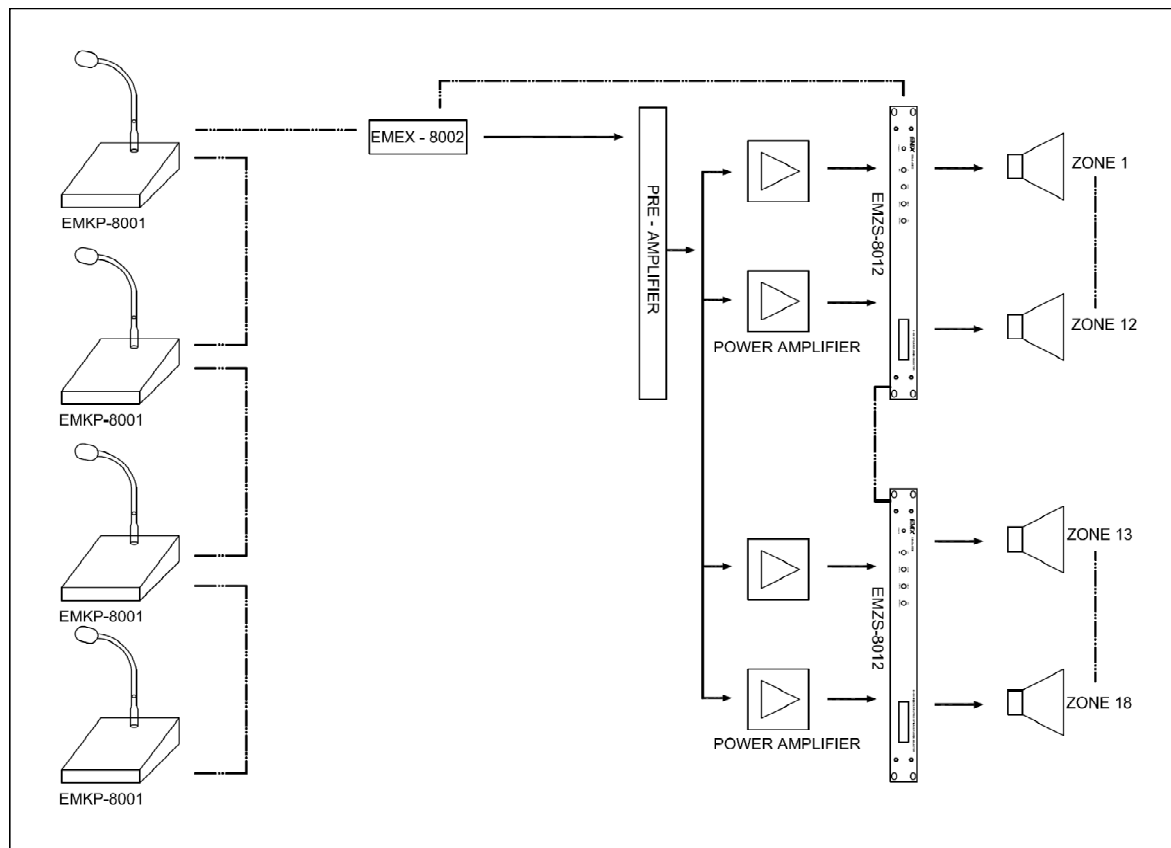 EMKP-8001
EMKP-8001
EMKP-8001
EMKP-8001
EMEX - 8002
PRE - AMPLIFIER
POWER AMPLIFIER
POWER AMPLIFIER
EMZS-8012
EMZS-8012
ZONE 1
ZONE 12
ZONE 13
ZONE 18